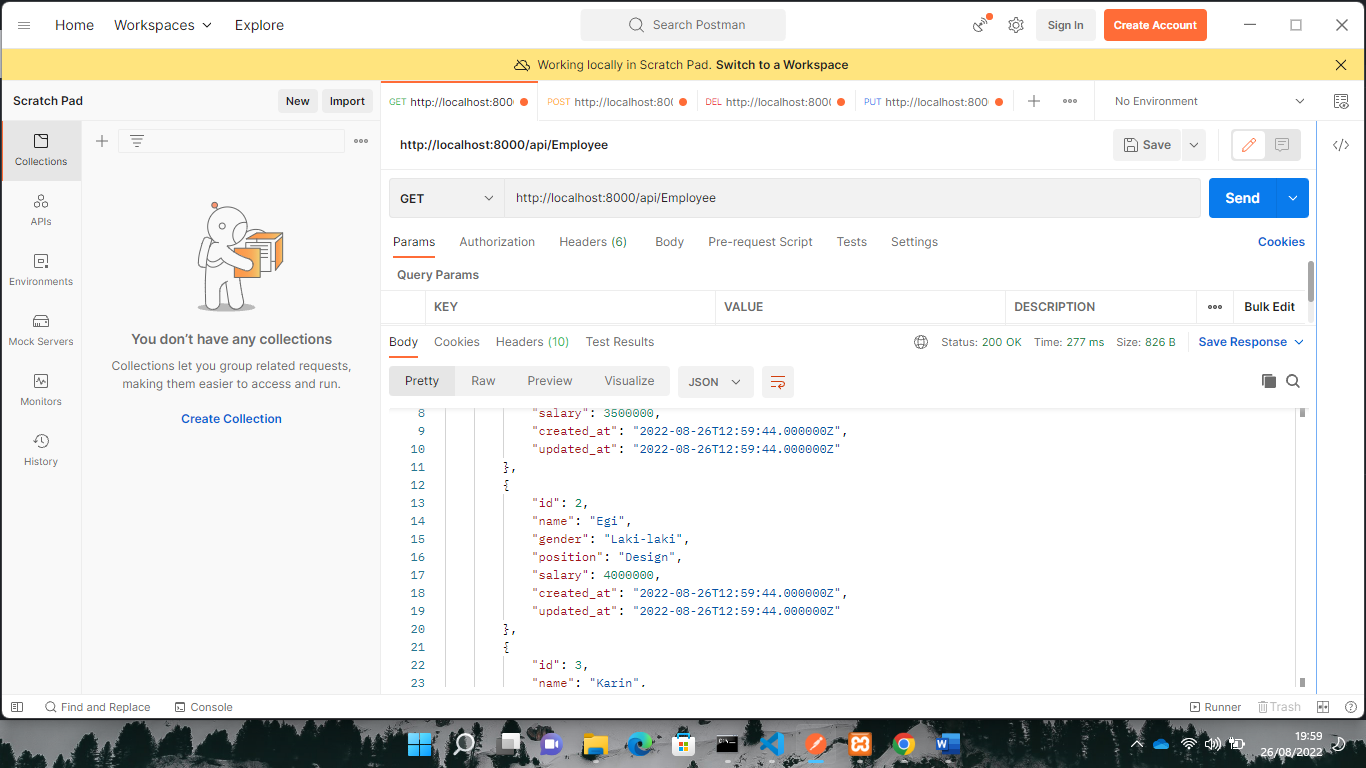 Home Workspaces Explore Search Postman Sign In Create Account
Working locally in Scratch Pad. Switch to a Workspace
Scratch Pad New Import
GET http://localhost:800 POST http://localhost:80 DEL http://localhost:800 PUT http://localhost:800 No Environment
Collections
APIs
Environments
Mock Servers
Monitors
History
You don't have any collections
Collections let you group related requests,
making them easier to access and run.
Create Collection
http://localhost:8000/api/Employee Save
GET http://localhost:8000/api/Employee Send
Params Authorization Headers (6) Body Pre-request Script Tests Settings Cookies
Query Params
KEY VALUE DESCRIPTION Bulk Edit
Body Cookies Headers (10) Test Results Status: 200 OK Time: 277 ms Size: 826 B Save Response
Pretty Raw Preview Visualize JSON
8 "salary": 3500000,
9 "created_at": "2022-08-26T12:59:44.000000Z",
10 "updated_at": "2022-08-26T12:59:44.000000Z"
11 },
12 {
13 "id": 2,
14 "name": "Egi",
15 "gender": "Laki-laki",
16 "position": "Design",
17 "salary": 4000000,
18 "created_at": "2022-08-26T12:59:44.000000Z",
19 "updated_at": "2022-08-26T12:59:44.000000Z"
20 },
21 {
22 "id": 3,
23 "name": "Karin",
Find and Replace Console Runner Trash
19:59
26/08/2022